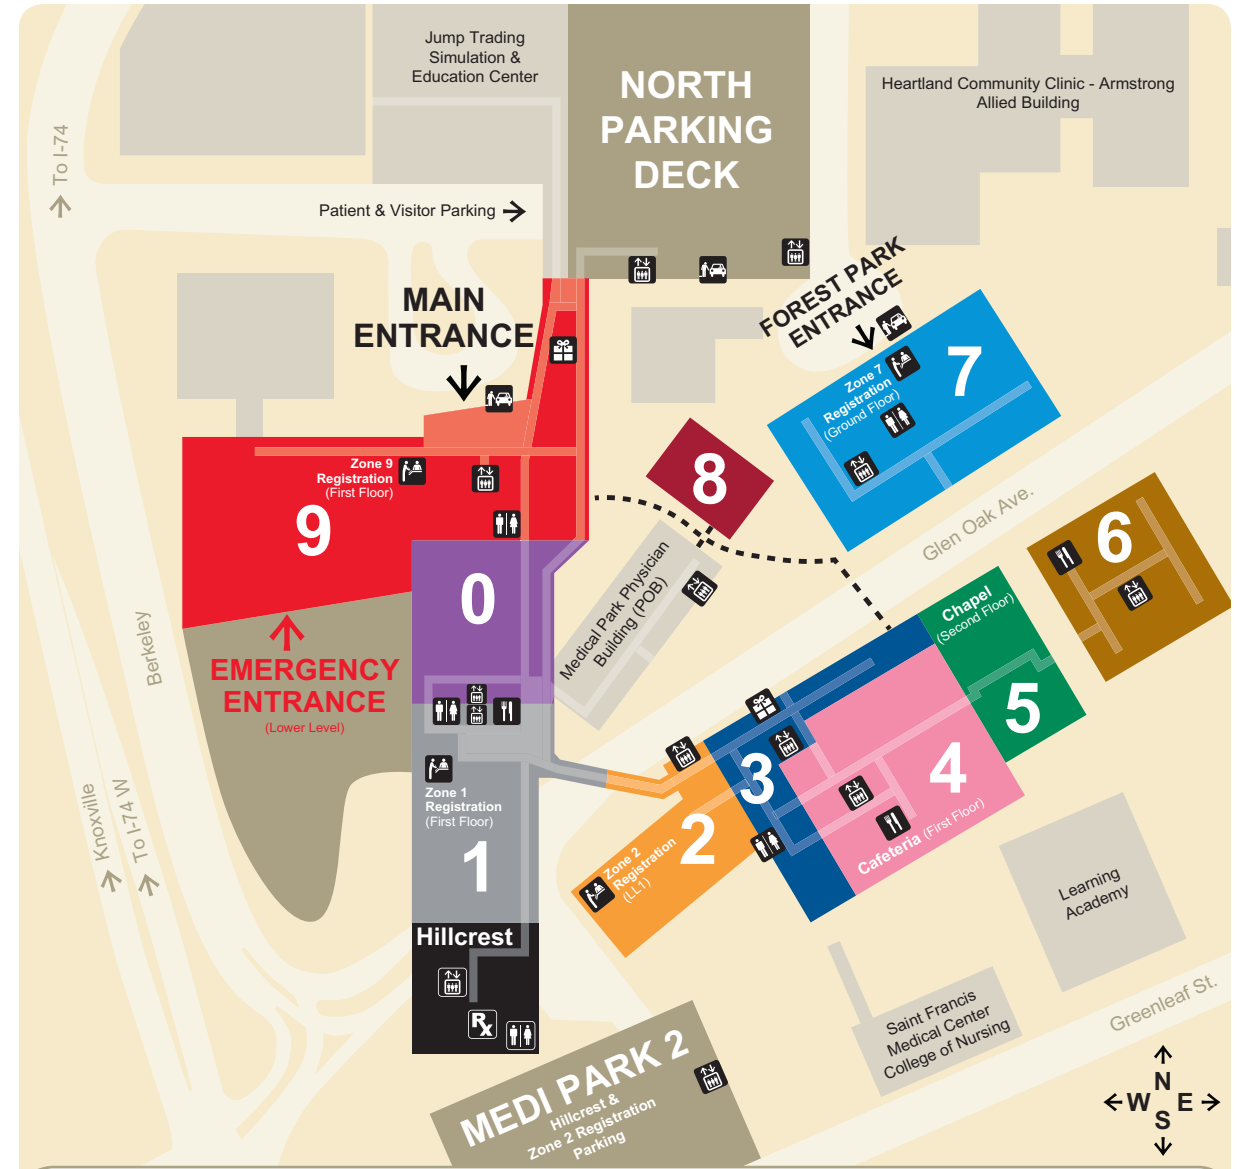 Jump Trading
Simulation &
Education Center
NORTH
PARKING
DECK
Heartland Community Clinic - Armstrong
Allied Building
To I-74
Patient & Visitor Parking
MAIN
ENTRANCE
FOREST PARK
ENTRANCE
7
Zone 7
Registration
(Ground Floor)
8
Zone 9
Registration
(First Floor)
9
Glen Oak Ave.
6
0
Medical Park Physician
Building (POB)
Chapel
(Second Floor)
5
Berkeley
EMERGENCY
ENTRANCE
(Lower Level)
3
4
Cafeteria (First Floor)
2
Zone 2
Registration
(LL1)
Zone 1
Registration
(First Floor)
1
Knoxville
To I-74 W
Learning
Academy
Hillcrest
Rx
Saint Francis
Medical Center
College of Nursing
Greenleaf St.
MEDI PARK 2
Hillcrest &
Zone 2 Registration
Parking
N
W E
S